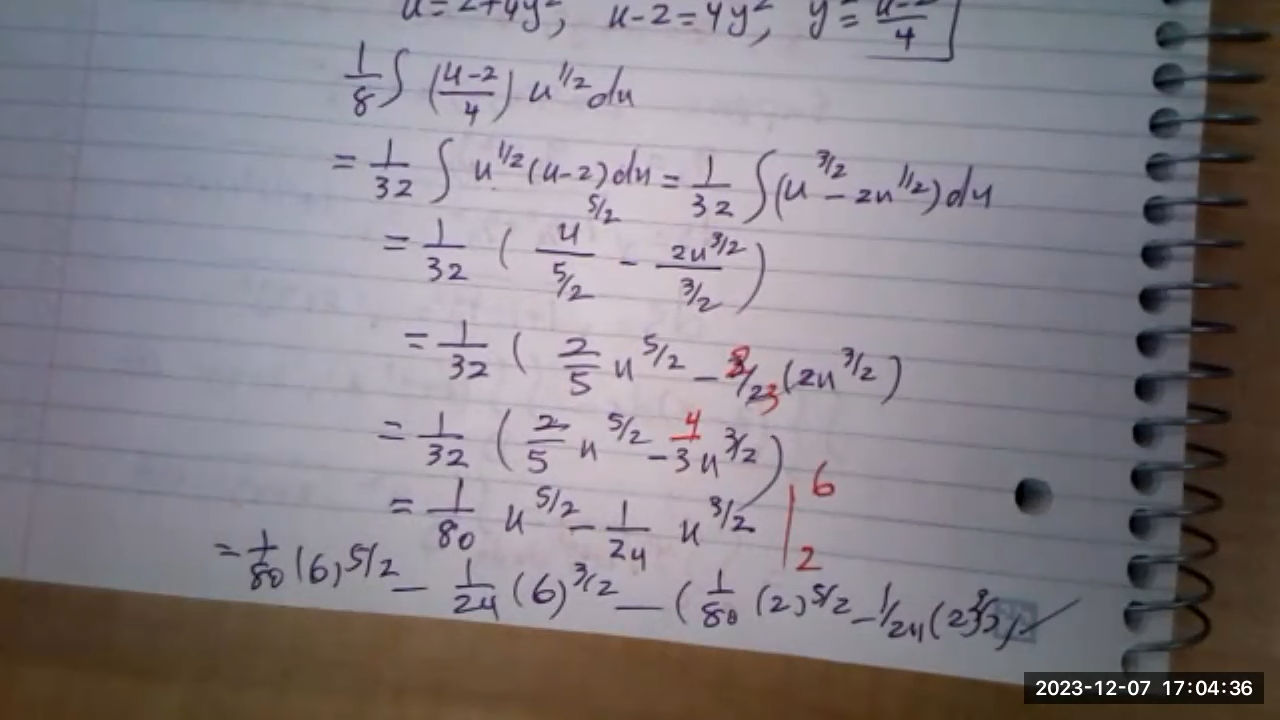 u=2+4y², u-2=4y², y²=(u-2)/4
1/8 ∫ ((u-2)/4) u^1/2 du
= 1/32 ∫ u^1/2 (u-2) du = 1/32 ∫ (u^3/2 - 2u^1/2) du
= 1/32 ( u^5/2 / 5/2 - 2u^3/2 / 3/2 )
= 1/32 ( 2/5 u^5/2 - 2/3 (2u^3/2)
= 1/32 ( 2/5 u^5/2 - 4/3 u^3/2 )
= 1/80 u^5/2 - 1/24 u^3/2 | 6 2
= 1/80 (6)^5/2 - 1/24 (6)^3/2 - ( 1/80 (2)^5/2 - 1/24 (2)^3/2 )
2023-12-07 17:04:36